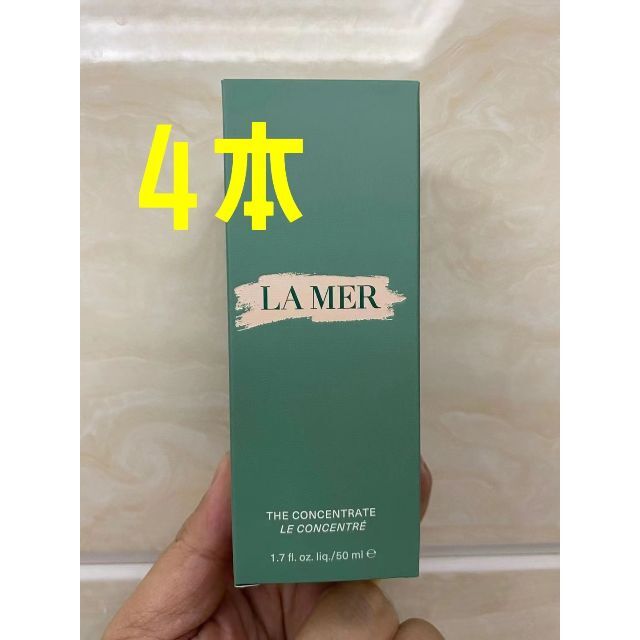 4本
LA MER
THE CONCENTRATE
LE CONCENTRÉ
1.7 fl. oz. liq./50 ml ℮